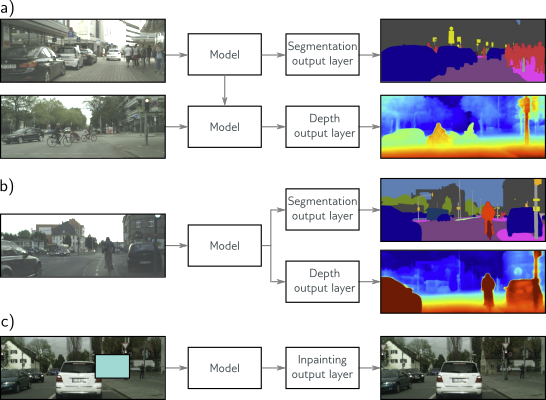 a)
Model
Segmentation
output layer
Model
Depth
output layer
b)
Model
Segmentation
output layer
Depth
output layer
c)
Model
Inpainting
output layer